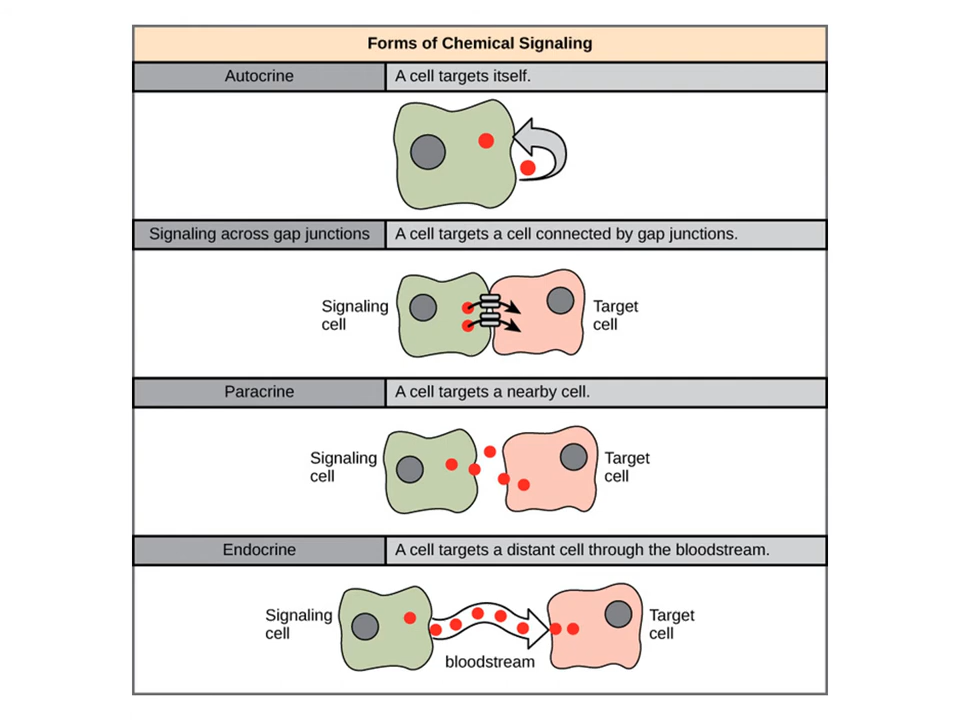 Forms of Chemical Signaling
Autocrine
A cell targets itself.
Signaling across gap junctions
A cell targets a cell connected by gap junctions.
Signaling
cell
Target
cell
Paracrine
A cell targets a nearby cell.
Signaling
cell
Target
cell
Endocrine
A cell targets a distant cell through the bloodstream.
Signaling
cell
Target
cell
bloodstream